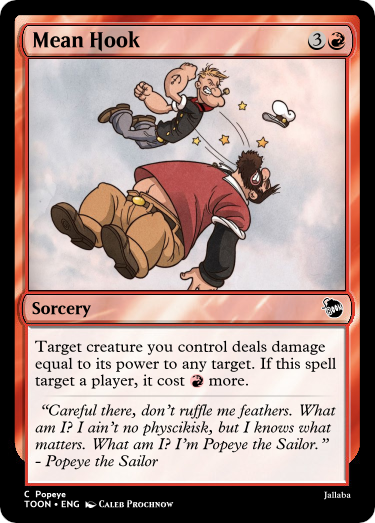 Mean Hook 3
Sorcery
Target creature you control deals damage
equal to its power to any target. If this spell
target a player, it cost more.
"Careful there, don't ruffle me feathers. What
am I? I ain't no physcikisk, but I knows what
matters. What am I? I'm Popeye the Sailor."
- Popeye the Sailor
C Popeye
TOON • ENG Caleb Prochnow
Jallaba